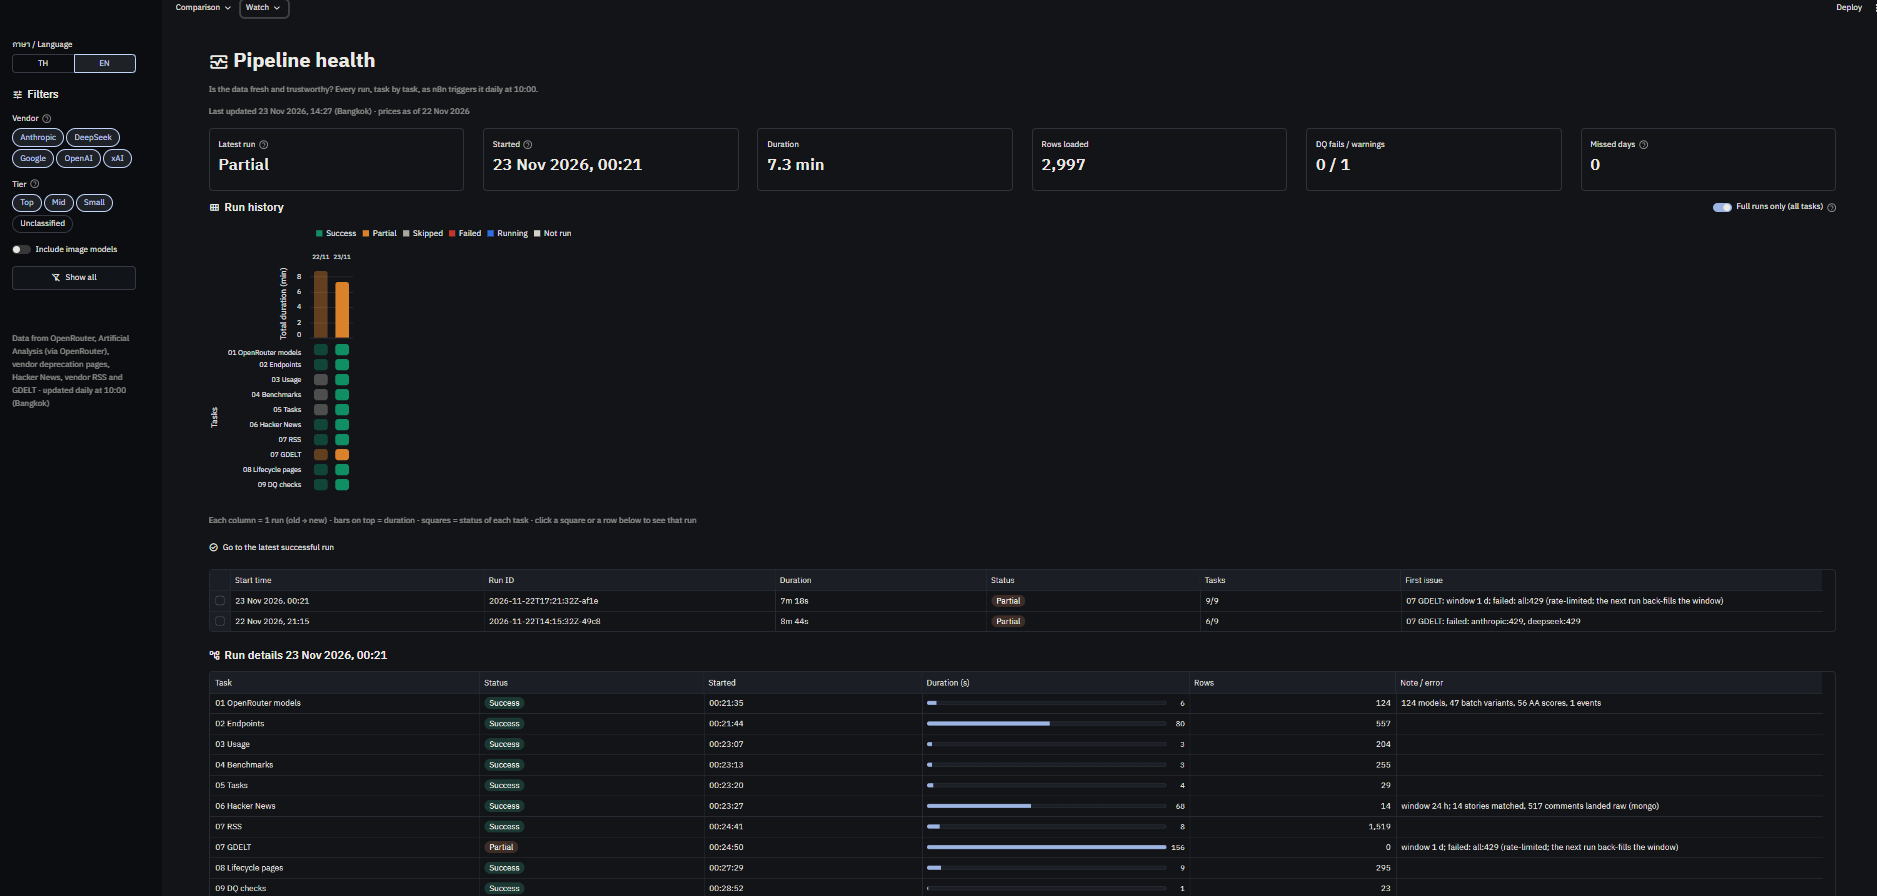 Comparison
Watch
Deploy
ภาษา / Language
TH
EN
Filters
Vendor
Anthropic
DeepSeek
Google
OpenAI
xAI
Tier
Top
Mid
Small
Unclassified
Include image models
Show all
Data from OpenRouter, Artificial
Analysis (via OpenRouter),
vendor deprecation pages,
Hacker News, vendor RSS and
GDELT · updated daily at 10:00
(Bangkok)
Pipeline health
Is the data fresh and trustworthy? Every run, task by task, as n8n triggers it daily at 10:00.
Last updated 23 Nov 2026, 14:27 (Bangkok) · prices as of 22 Nov 2026
Latest run
Partial
Started
23 Nov 2026, 00:21
Duration
7.3 min
Rows loaded
2,997
DQ fails / warnings
0 / 1
Missed days
0
Run history
Full runs only (all tasks)
Success Partial Skipped Failed Running Not run
22/11 23/11
Total duration (min)
8
6
4
2
0
Tasks
01 OpenRouter models
02 Endpoints
03 Usage
04 Benchmarks
05 Tasks
06 Hacker News
07 RSS
07 GDELT
08 Lifecycle pages
09 DQ checks
Each column = 1 run (old → new) · bars on top = duration · squares = status of each task · click a square or a row below to see that run
Go to the latest successful run
Start time Run ID Duration Status Tasks First issue
23 Nov 2026, 00:21 2026-11-22T17:21:32Z-af1e 7m 18s Partial 9/9 07 GDELT: window 1 d; failed: all:429 (rate-limited; the next run back-fills the window)
22 Nov 2026, 21:15 2026-11-22T14:15:32Z-49c8 8m 44s Partial 6/9 07 GDELT: failed: anthropic:429, deepseek:429
Run details 23 Nov 2026, 00:21
Task Status Started Duration (s) Rows Note / error
01 OpenRouter models Success 00:21:35 6 124 124 models, 47 batch variants, 56 AA scores, 1 events
02 Endpoints Success 00:21:44 80 557
03 Usage Success 00:23:07 3 204
04 Benchmarks Success 00:23:13 3 255
05 Tasks Success 00:23:20 4 29
06 Hacker News Success 00:23:27 68 14 window 24 h; 14 stories matched, 517 comments landed raw (mongo)
07 RSS Success 00:24:41 8 1,519
07 GDELT Partial 00:24:50 156 0 window 1 d; failed: all:429 (rate-limited; the next run back-fills the window)
08 Lifecycle pages Success 00:27:29 9 295
09 DQ checks Success 00:28:52 1 23